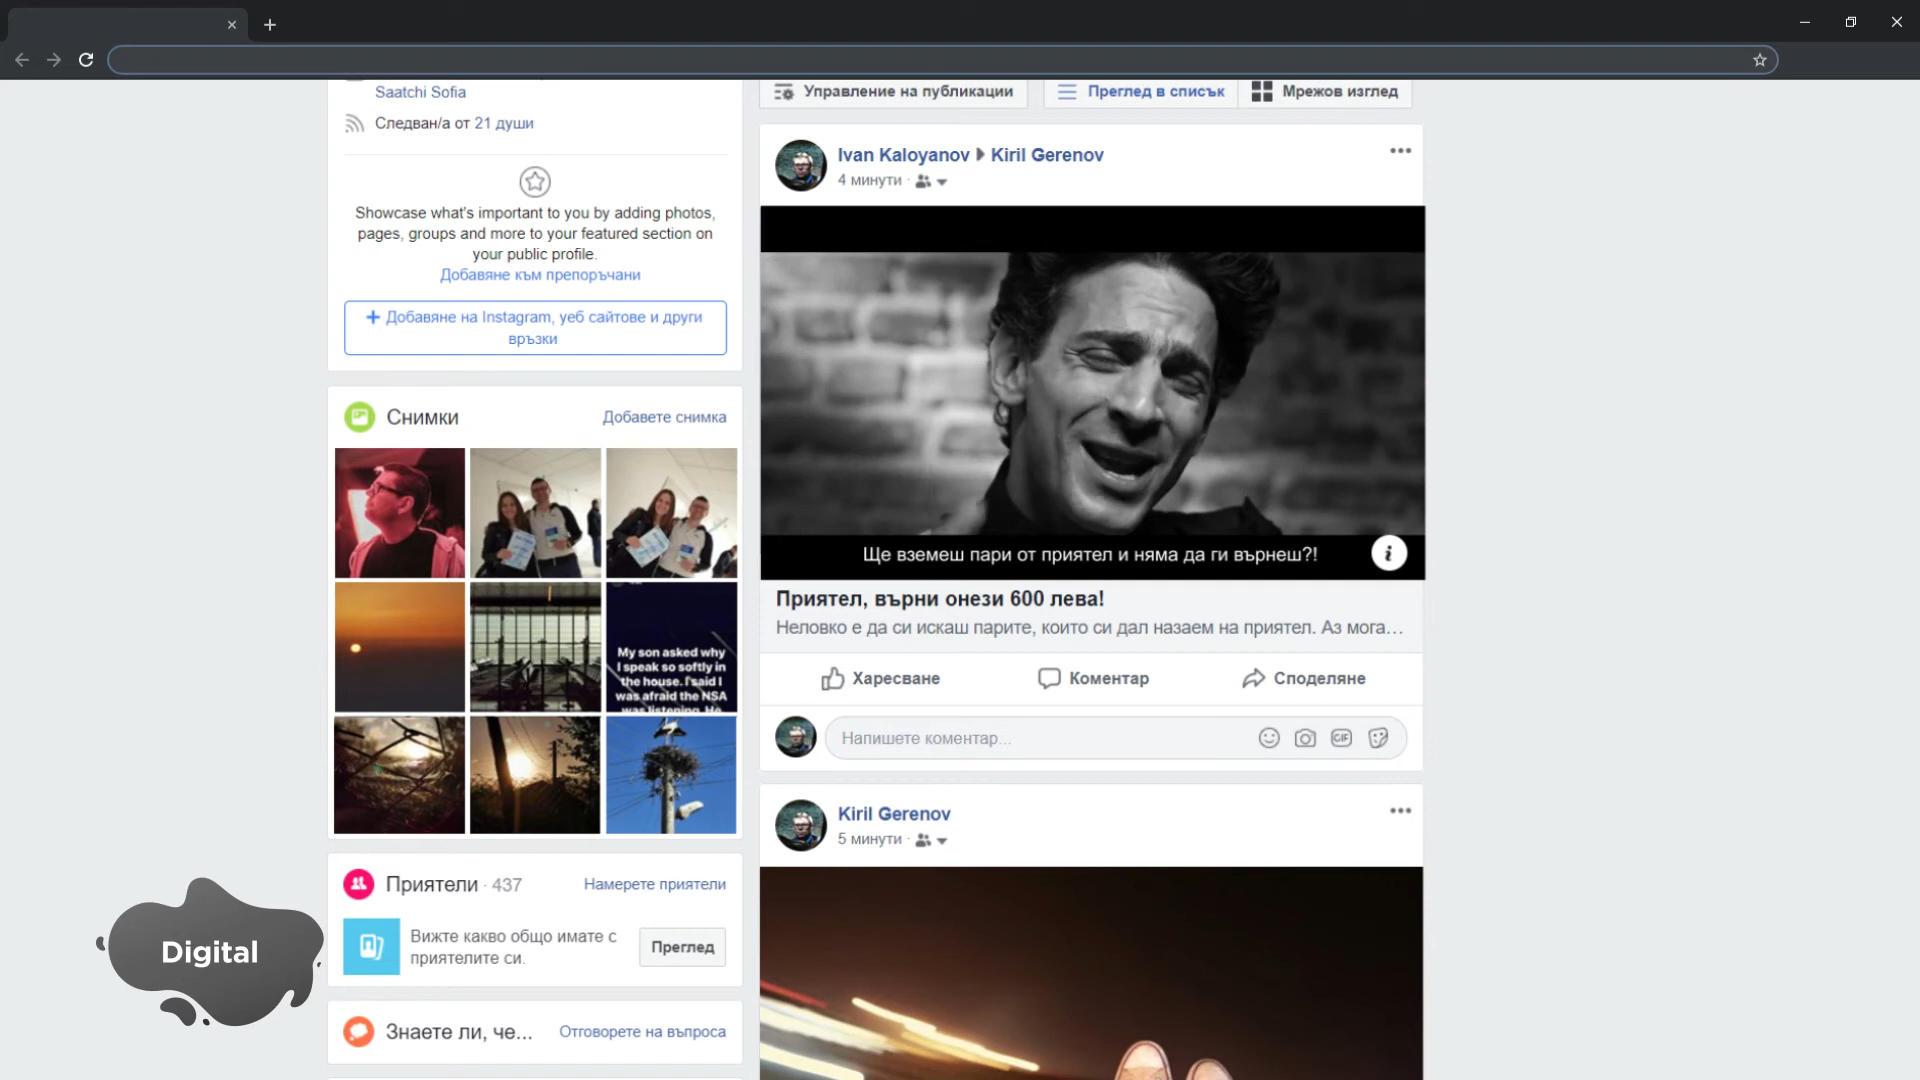 Saatchi Sofia
Следван/а от 21 души
Showcase what's important to you by adding photos,
pages, groups and more to your featured section on
your public profile.
Добавяне към препоръчани
+ Добавяне на Instagram, уеб сайтове и други
връзки
Снимки
Добавете снимка
My son asked why
I speak so softly in
the house. I said I
was afraid the NSA
was listening. He
Приятели · 437
Намерете приятели
Вижте какво общо имате с
приятелите си.
Преглед
Знаете ли, че...
Отговорете на въпроса
Digital
Управление на публикации
Преглед в списък
Мрежов изглед
Ivan Kaloyanov Kiril Gerenov
4 минути ·
Ще вземеш пари от приятел и няма да ги върнеш?!
i
Приятел, върни онези 600 лева!
Неловко е да си искаш парите, които си дал назаем на приятел. Аз мога…
Харесване
Коментар
Споделяне
Напишете коментар...
GIF
Kiril Gerenov
5 минути ·